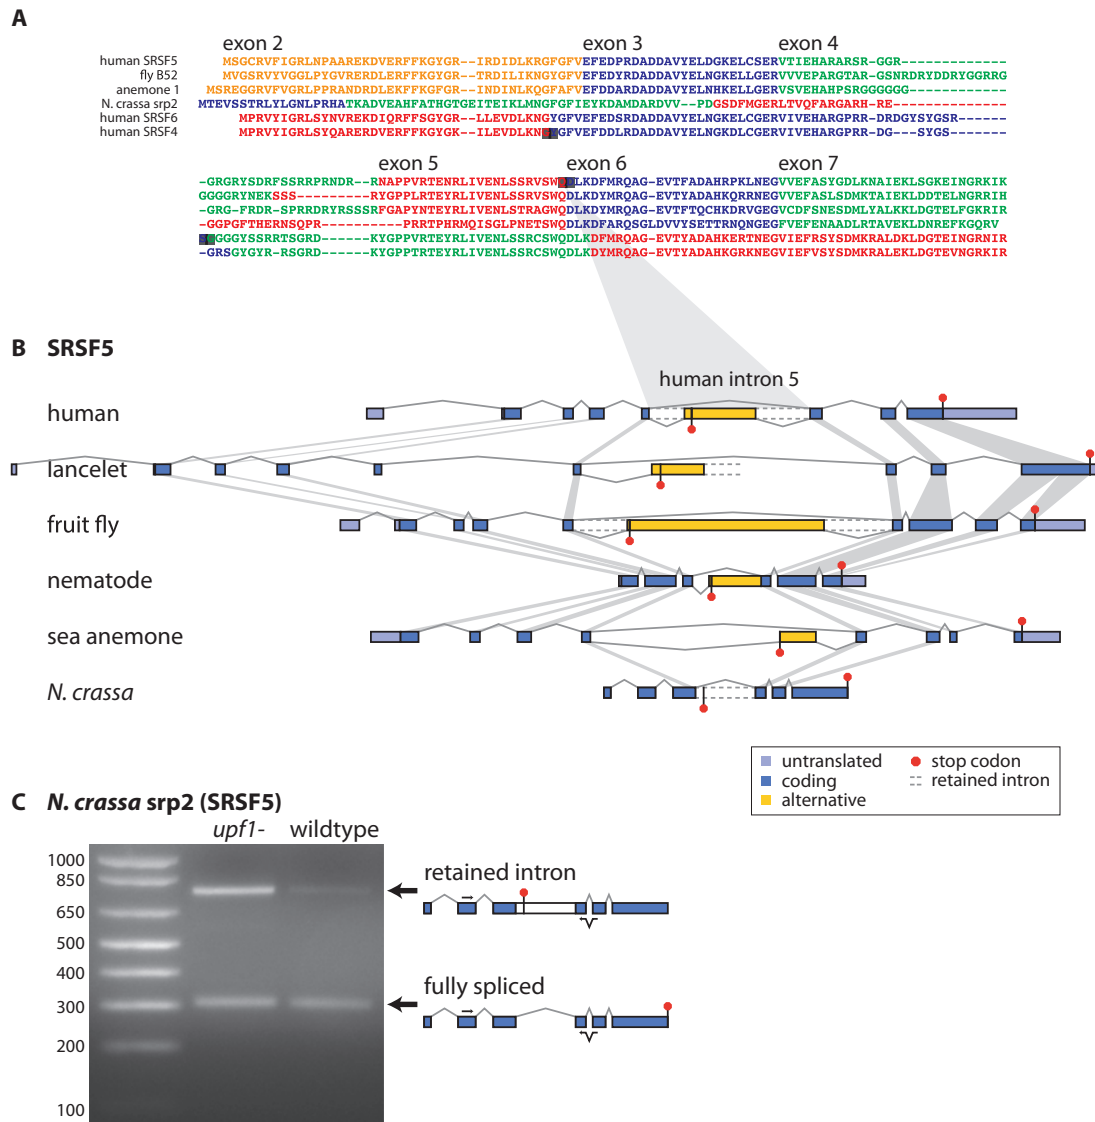 A
exon 2 exon 3 exon 4
human SRSF5 MSGCRVFIGRLNPAAREKDVERFFKGYGR--IRDIDLKRGFGFVEFEDPRDADDAVYELDGKELCSERVTIEHARARSR-GGR------------
fly B52 MVGSRVYVGGLPYGVRERDLERFFKGYGR--TRDILIKNGYGFVEFEDYRDADDAVYELNGKELLGERVVVEPARGTAR-GSNRDRYDDRYGGRRG
anemone 1 MSREGGRVFVGRLPPNARDRDLEKFFKGFGR--IRDINLKQGFAFVEFDDYRDADDAVYELNHKELLGERVSVEHAHPSRGGGGGG------------
N. crassa srp2 MTEVSSTRLYLGNLPRHATKADVEAHFATHGTGEITEIKLMNGFGFIEYKDAMDARDVV--PDGSDFMGERLTVQFARGARH-RE--------------
human SRSF6 MPRVYIGRLSYNVREKDIQRFFSGYGR--LLEVDLKNGYGFVEFEDSRDADDAVYELNGKELCGERVIVEHARGPRR-DRDGYSYGSR------
human SRSF4 MPRVYIGRLSYQARERDVERFFKGYGK--ILEVDLKNGYGFVEFDDLRDADDAVYELNGKDLCGERVIVEHARGPRR-DG---SYGS-------
exon 5 exon 6 exon 7
-GRGRYSDRFSSRRPRNDR--RNAPPVRTENRLIVENLSSRVSWQDLKDFMRQAG-EVTFADAHRPKLNEGVVEFASYGDLKNAIEKLSGKEINGRKIK
GGGGRYNEKSSS---------RYGPPLRTEYRLIVENLSSRVSWQDLKDYMRQAG-EVTYADAHKQRRNEGVVEFASLSDMKTAIEKLDDTELNGRRIH
-GRG-FRDR-SPRRDRYRSSSRFGAPYNTEYRLIVENLSTRAGWQDLKDYMRQAG-EVTFTQCHKDRVGEGVCDFSNESDMLYALKKLDGTELFGKRIR
-GGPGFTHERNSQPR----------PRRTPHRMQISGLPNETSWQDLKDFARQSGLDVVYSETTRNQNGEGFVEFENAADLRTAVEKLDNREFKGQRV
-GGGYSSRRTSGRD------KYGPPVRTEYRLIVENLSSRCSWQDLKDFMRQAG-EVTYADAHKERTNEGVIEFRSYSDMKRALDKLDGTEINGRNIR
-GRSGYGYR-RSGRD------KYGPPTRTEYRLIVENLSSRCSWQDLKDYMRQAG-EVTYADAHKGRKNEGVIEFVSYSDMKRALEKLDGTEVNGRKIR
B SRSF5
human intron 5
human
lancelet
fruit fly
nematode
sea anemone
N. crassa
untranslated
coding
alternative
stop codon
retained intron
C N. crassa srp2 (SRSF5)
upf1- wildtype
1000
850
650
500
400
300
200
100
retained intron
fully spliced